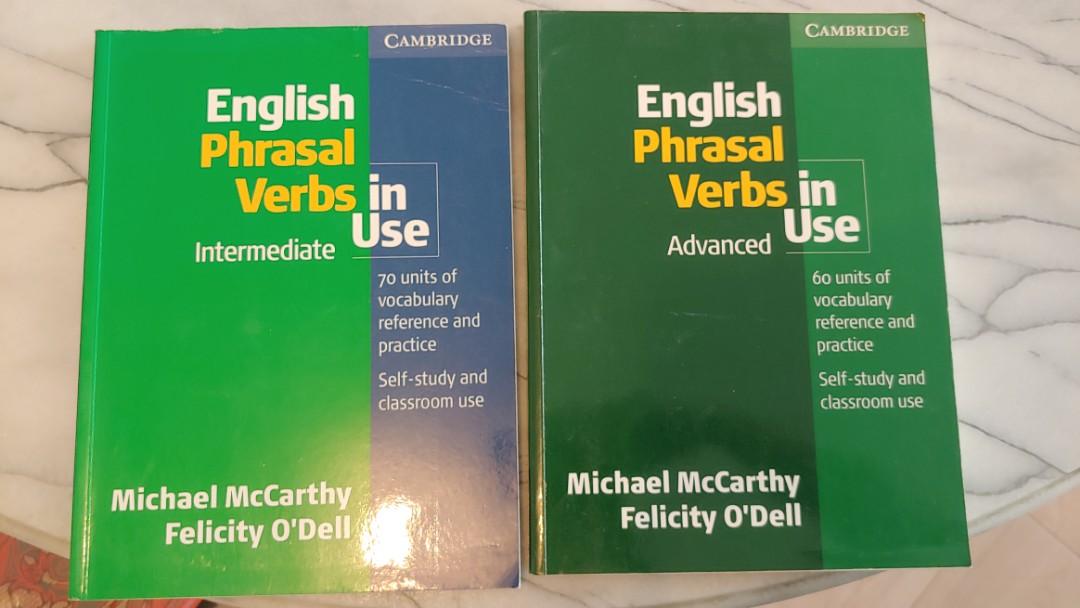 CAMBRIDGE
English
Phrasal
Verbs in
Use
Intermediate
70 units of
vocabulary
reference and
practice
Self-study and
classroom use
Michael McCarthy
Felicity O'Dell
CAMBRIDGE
English
Phrasal
Verbs in
Use
Advanced
60 units of
vocabulary
reference and
practice
Self-study and
classroom use
Michael McCarthy
Felicity O'Dell